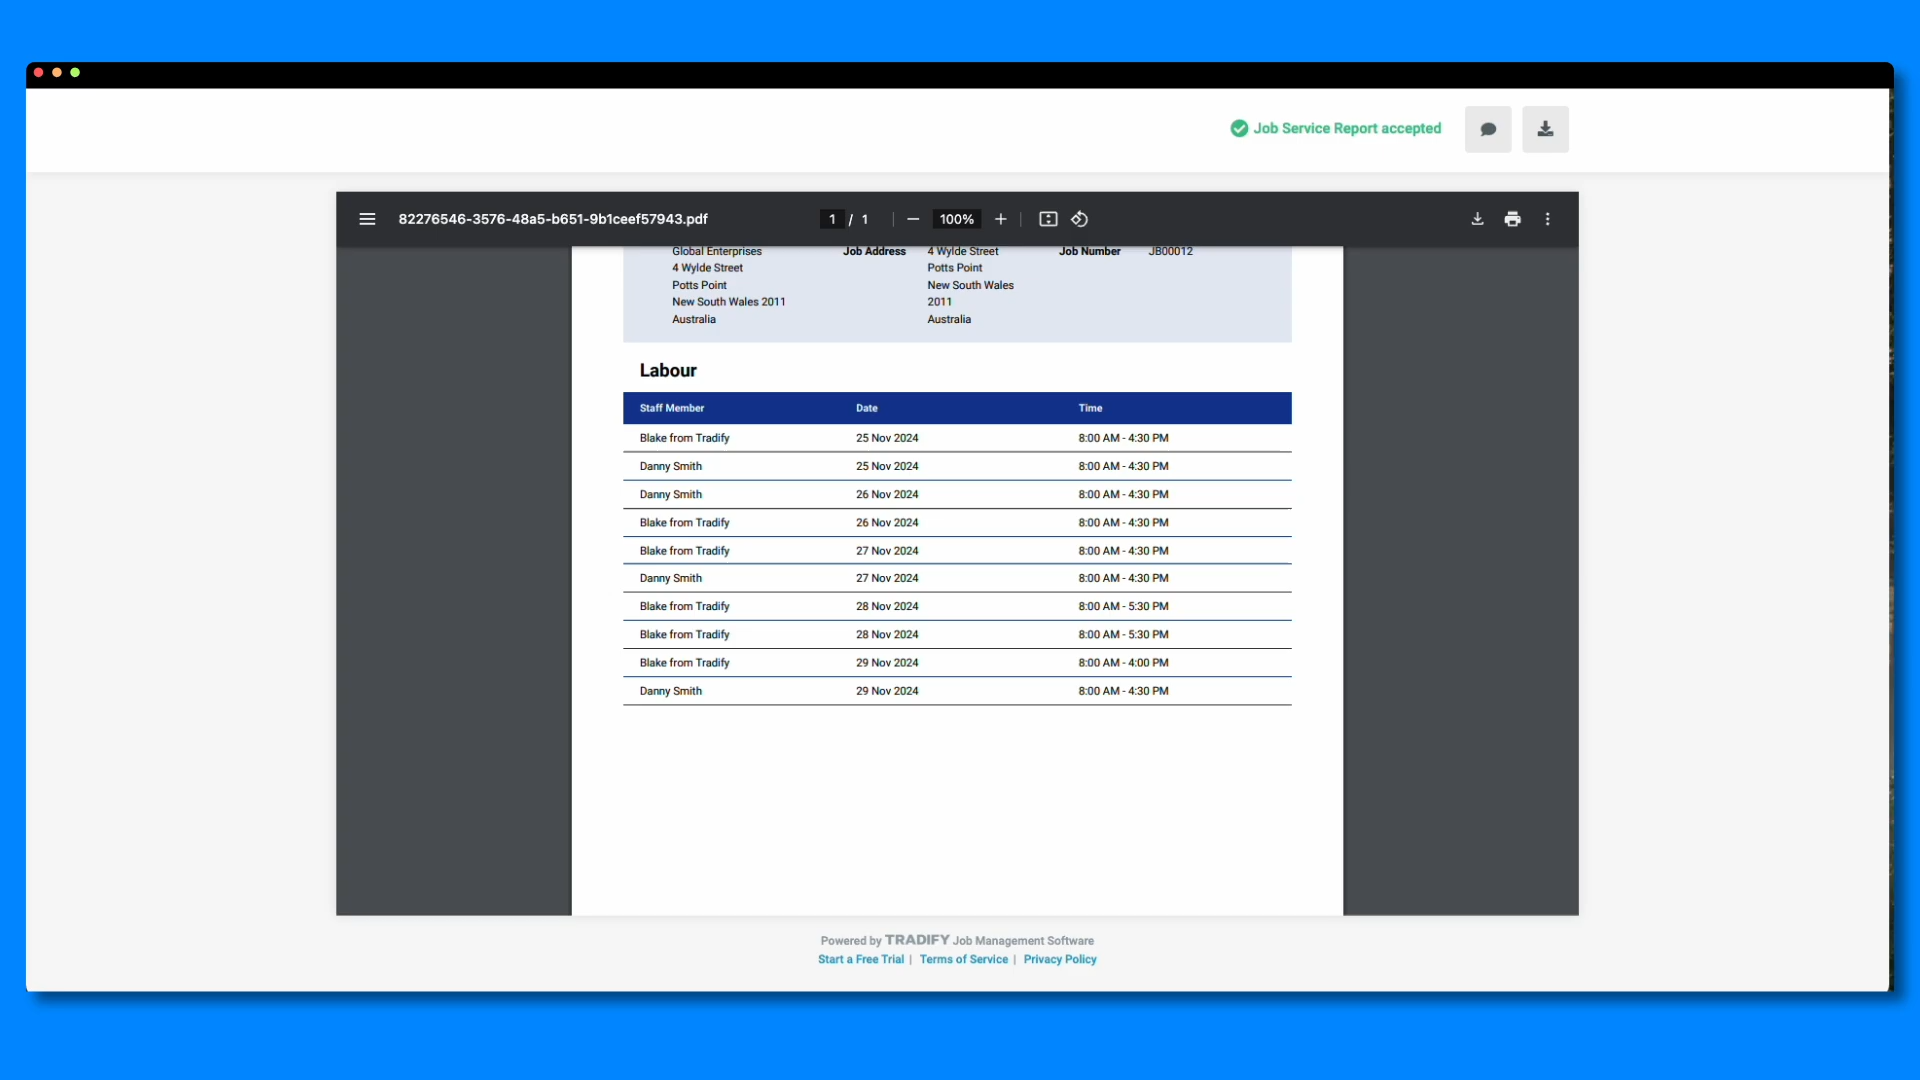 Job Service Report accepted
82276546-3576-48a5-b651-9b1ceef57943.pdf 1 / 1 100%
Global Enterprises Job Address 4 Wylde Street Job Number JB00012
4 Wylde Street Potts Point
Potts Point New South Wales
New South Wales 2011 2011
Australia Australia
Labour
Staff Member Date Time
Blake from Tradify 25 Nov 2024 8:00 AM - 4:30 PM
Danny Smith 25 Nov 2024 8:00 AM - 4:30 PM
Danny Smith 26 Nov 2024 8:00 AM - 4:30 PM
Blake from Tradify 26 Nov 2024 8:00 AM - 4:30 PM
Blake from Tradify 27 Nov 2024 8:00 AM - 4:30 PM
Danny Smith 27 Nov 2024 8:00 AM - 4:30 PM
Blake from Tradify 28 Nov 2024 8:00 AM - 5:30 PM
Blake from Tradify 28 Nov 2024 8:00 AM - 5:30 PM
Blake from Tradify 29 Nov 2024 8:00 AM - 4:00 PM
Danny Smith 29 Nov 2024 8:00 AM - 4:30 PM
Powered by TRADIFY Job Management Software
Start a Free Trial | Terms of Service | Privacy Policy